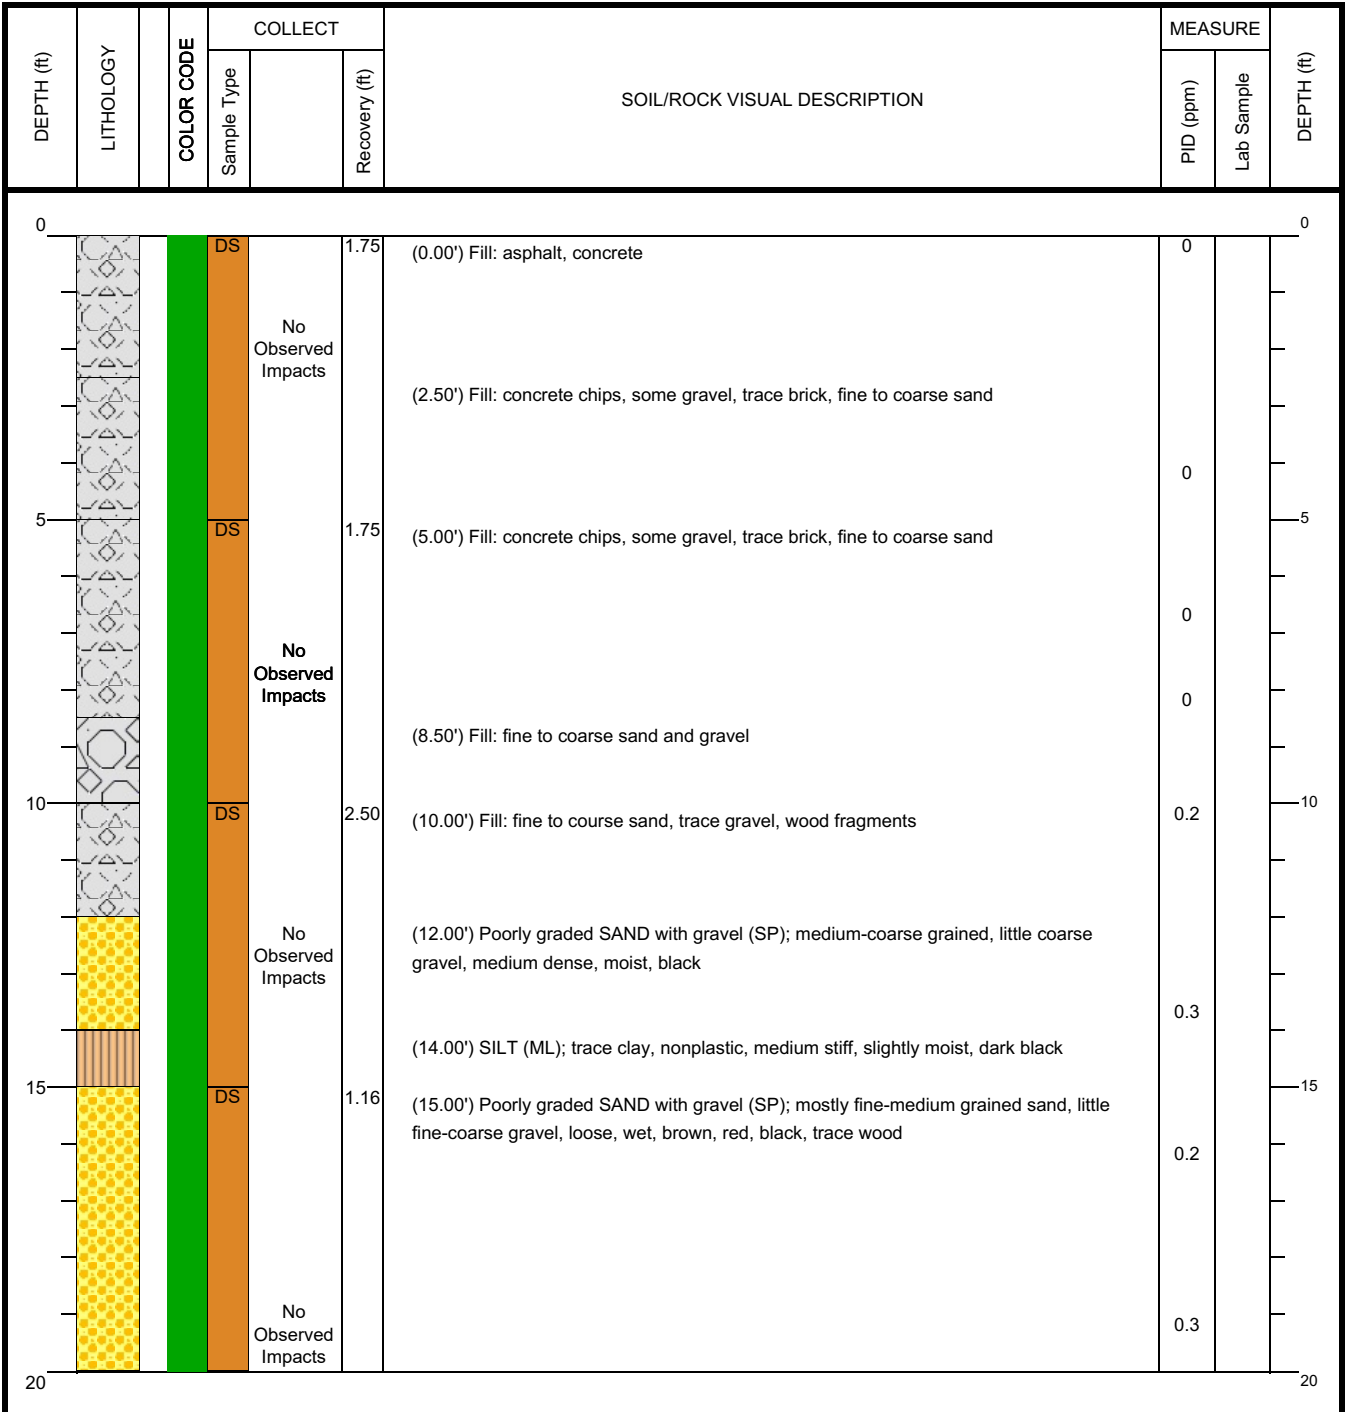 DEPTH (ft)
LITHOLOGY
COLOR CODE
COLLECT
Sample Type
Recovery (ft)
SOIL/ROCK VISUAL DESCRIPTION
MEASURE
PID (ppm)
Lab Sample
DEPTH (ft)
0
0
DS
1.75
(0.00') Fill: asphalt, concrete
0
No
Observed
Impacts
(2.50') Fill: concrete chips, some gravel, trace brick, fine to coarse sand
0
5
DS
1.75
(5.00') Fill: concrete chips, some gravel, trace brick, fine to coarse sand
5
0
No
Observed
Impacts
0
(8.50') Fill: fine to coarse sand and gravel
10
DS
2.50
(10.00') Fill: fine to course sand, trace gravel, wood fragments
0.2
10
No
Observed
Impacts
(12.00') Poorly graded SAND with gravel (SP); medium-coarse grained, little coarse
gravel, medium dense, moist, black
0.3
(14.00') SILT (ML); trace clay, nonplastic, medium stiff, slightly moist, dark black
15
DS
1.16
(15.00') Poorly graded SAND with gravel (SP); mostly fine-medium grained sand, little
fine-coarse gravel, loose, wet, brown, red, black, trace wood
15
0.2
No
Observed
Impacts
0.3
20
20